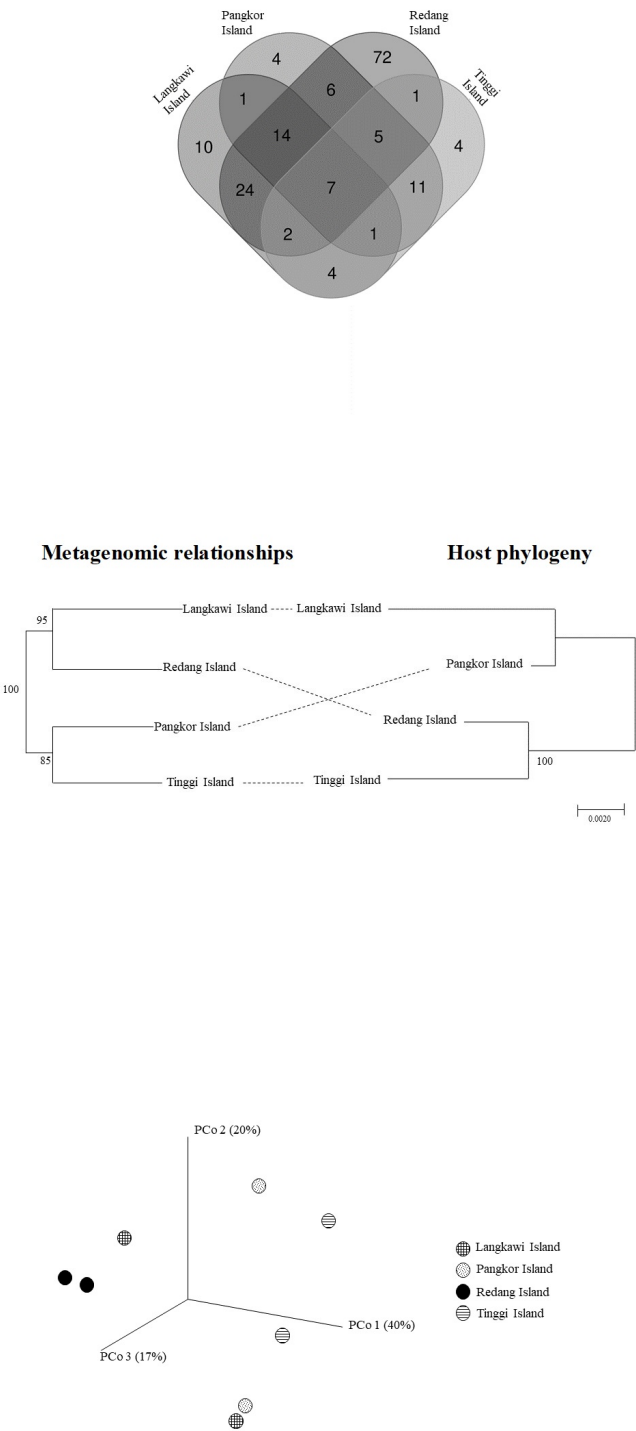 Pangkor
Island
Redang
Island
Langkawi
Island
Tinggi
Island
4
72
1
6
1
10
14
5
4
24
7
11
2
1
4
Metagenomic relationships
Host phylogeny
95
100
85
Langkawi Island
Langkawi Island
Redang Island
Pangkor Island
Pangkor Island
Redang Island
Tinggi Island
Tinggi Island
100
0.0020
PCo 2 (20%)
PCo 1 (40%)
PCo 3 (17%)
Langkawi Island
Pangkor Island
Redang Island
Tinggi Island